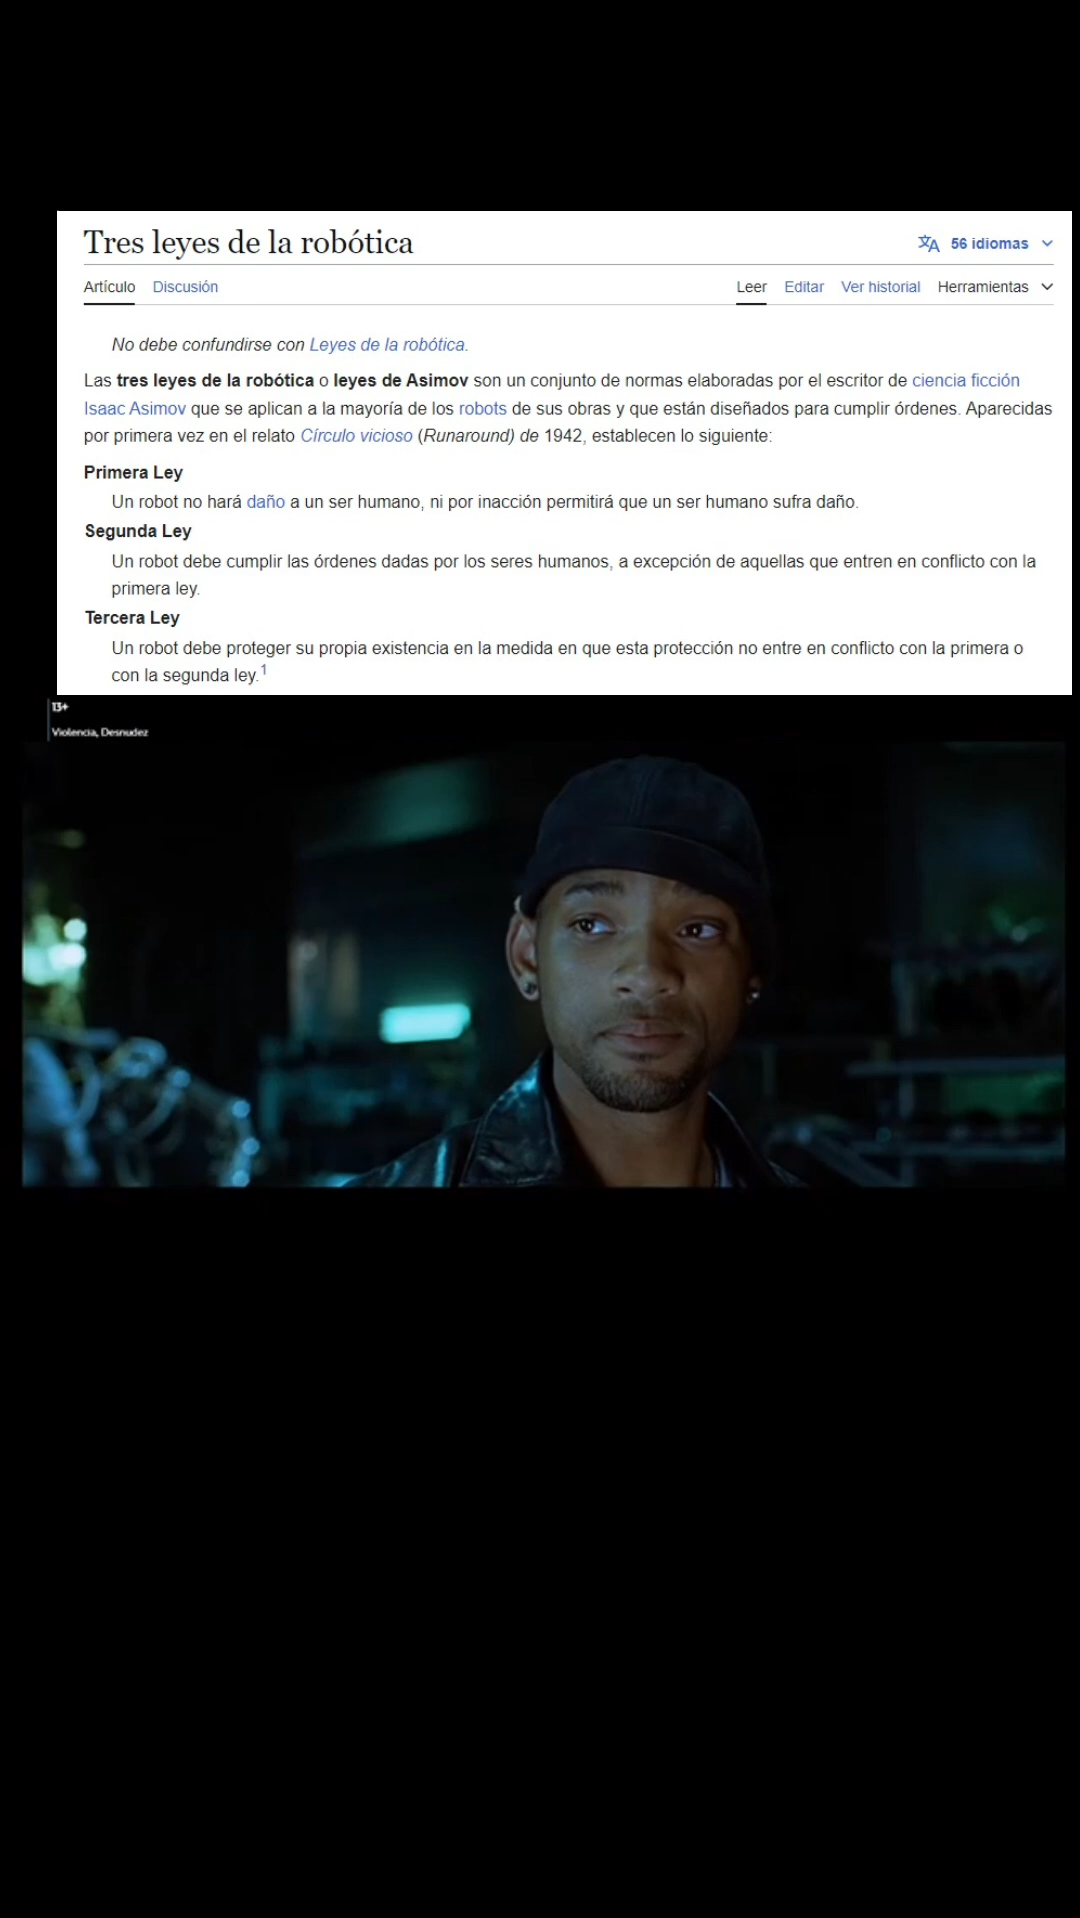 Tres leyes de la robótica
56 idiomas
Artículo Discusión Leer Editar Ver historial Herramientas
No debe confundirse con Leyes de la robótica.
Las tres leyes de la robótica o leyes de Asimov son un conjunto de normas elaboradas por el escritor de ciencia ficción
Isaac Asimov que se aplican a la mayoría de los robots de sus obras y que están diseñados para cumplir órdenes. Aparecidas
por primera vez en el relato Círculo vicioso (Runaround) de 1942, establecen lo siguiente:
Primera Ley
Un robot no hará daño a un ser humano, ni por inacción permitirá que un ser humano sufra daño.
Segunda Ley
Un robot debe cumplir las órdenes dadas por los seres humanos, a excepción de aquellas que entren en conflicto con la
primera ley.
Tercera Ley
Un robot debe proteger su propia existencia en la medida en que esta protección no entre en conflicto con la primera o
con la segunda ley.1
13+
Violencia, Desnudez